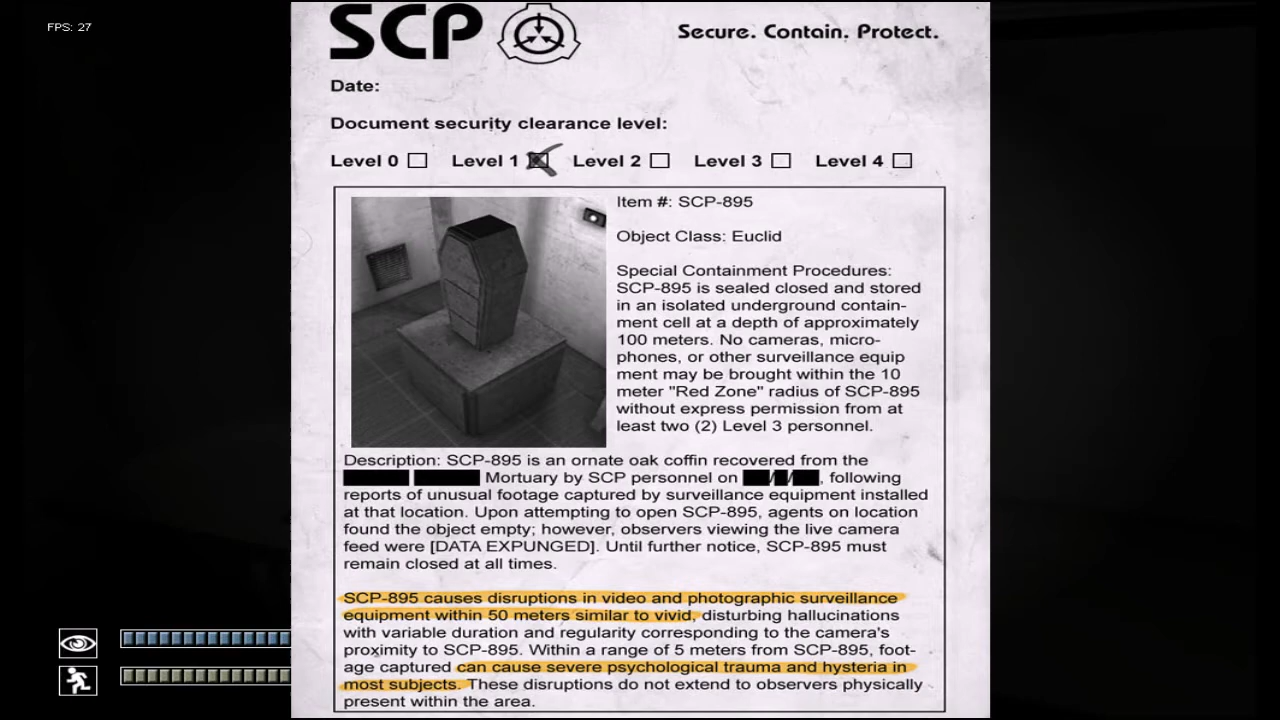 FPS: 27
SCP
Secure. Contain. Protect.
Date:
Document security clearance level:
Level 0 Level 1 Level 2 Level 3 Level 4
Item #: SCP-895
Object Class: Euclid
Special Containment Procedures:
SCP-895 is sealed closed and stored
in an isolated underground contain-
ment cell at a depth of approximately
100 meters. No cameras, micro-
phones, or other surveillance equip
ment may be brought within the 10
meter "Red Zone" radius of SCP-895
without express permission from at
least two (2) Level 3 personnel.
Description: SCP-895 is an ornate oak coffin recovered from the
Mortuary by SCP personnel on / / , following
reports of unusual footage captured by surveillance equipment installed
at that location. Upon attempting to open SCP-895, agents on location
found the object empty; however, observers viewing the live camera
feed were [DATA EXPUNGED]. Until further notice, SCP-895 must
remain closed at all times.
SCP-895 causes disruptions in video and photographic surveillance
equipment within 50 meters similar to vivid, disturbing hallucinations
with variable duration and regularity corresponding to the camera's
proximity to SCP-895. Within a range of 5 meters from SCP-895, foot-
age captured can cause severe psychological trauma and hysteria in
most subjects. These disruptions do not extend to observers physically
present within the area.